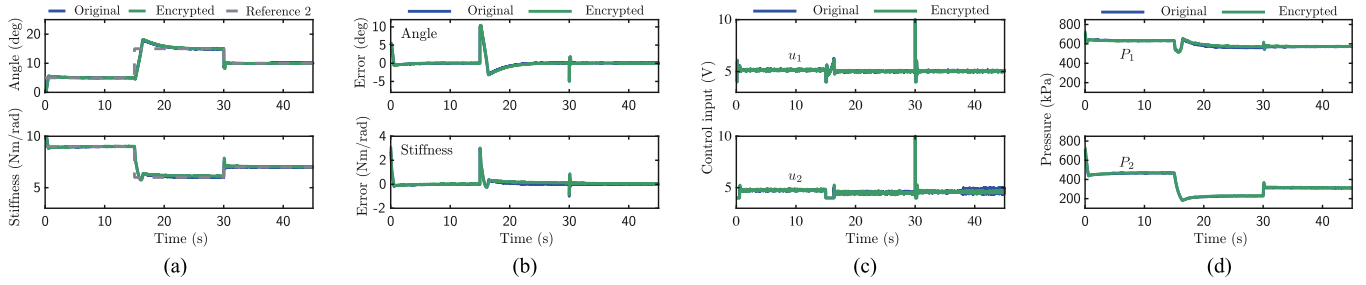 Original Encrypted Reference 2
Angle (deg)
20
10
0
0 10 20 30 40
Stiffness (Nm/rad)
10
5
0 10 20 30 40
Time (s)
(a)
Original Encrypted
Error (deg)
Angle
10
5
0
-5
0 10 20 30 40
Error (Nm/rad)
Stiffness
4
2
0
-2
0 10 20 30 40
Time (s)
(b)
Original Encrypted
Control input (V)
u1
10
5
0 10 20 30 40
u2
5
0 10 20 30 40
Time (s)
(c)
Original Encrypted
Pressure (kPa)
P1
800
600
400
200
0 10 20 30 40
P2
800
600
400
200
0 10 20 30 40
Time (s)
(d)